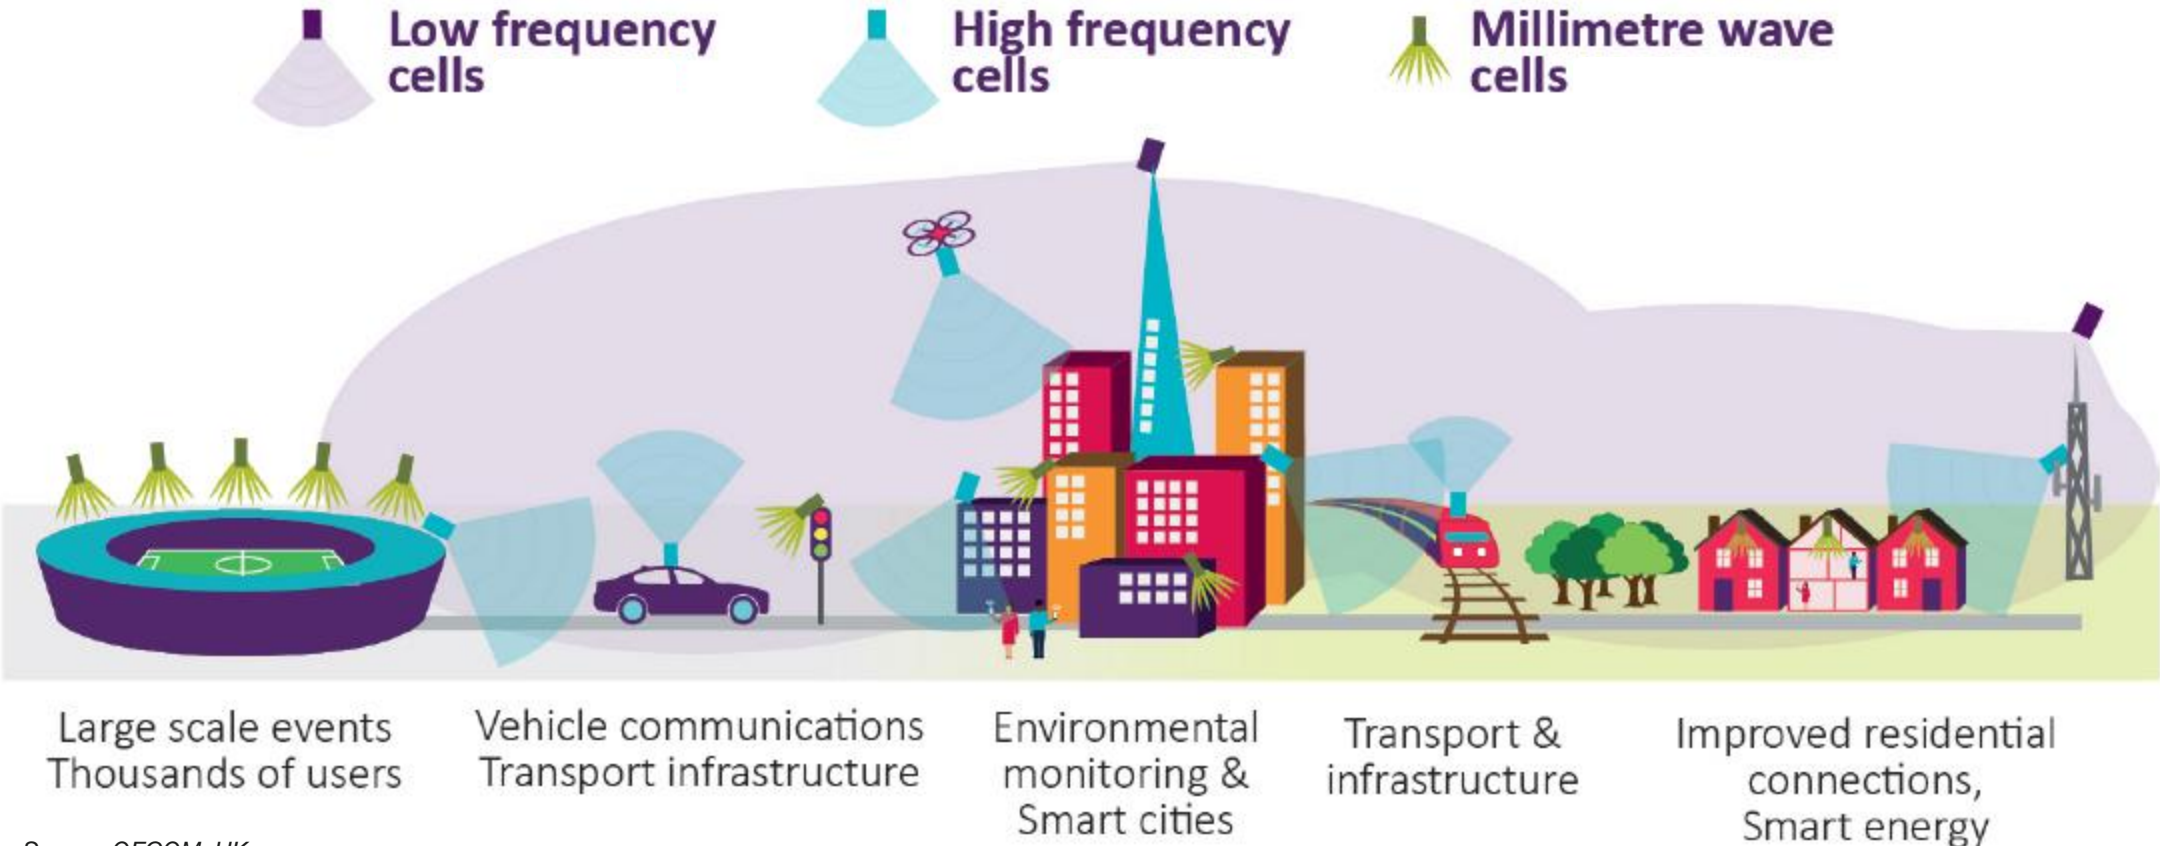 Low frequency
cells
High frequency
cells
Millimetre wave
cells
Large scale events
Thousands of users
Vehicle communications
Transport infrastructure
Environmental
monitoring &
Smart cities
Transport &
infrastructure
Improved residential
connections,
Smart energy